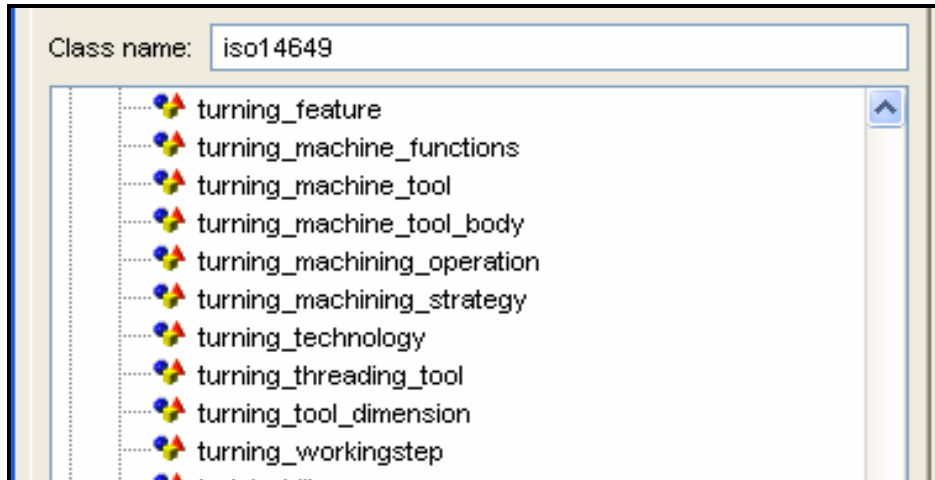 Class name: iso14649
turning_feature
turning_machine_functions
turning_machine_tool
turning_machine_tool_body
turning_machining_operation
turning_machining_strategy
turning_technology
turning_threading_tool
turning_tool_dimension
turning_workingstep